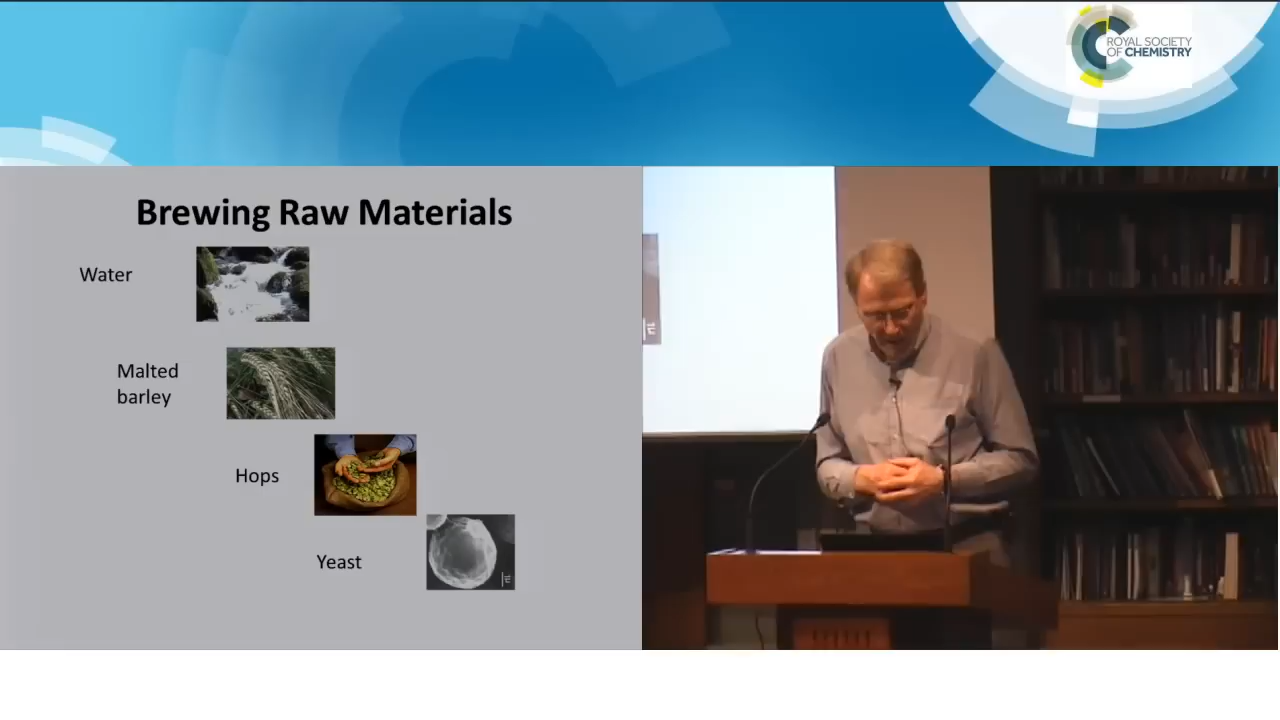 ROYAL SOCIETY
OF CHEMISTRY
Brewing Raw Materials
Water
Malted
barley
Hops
Yeast